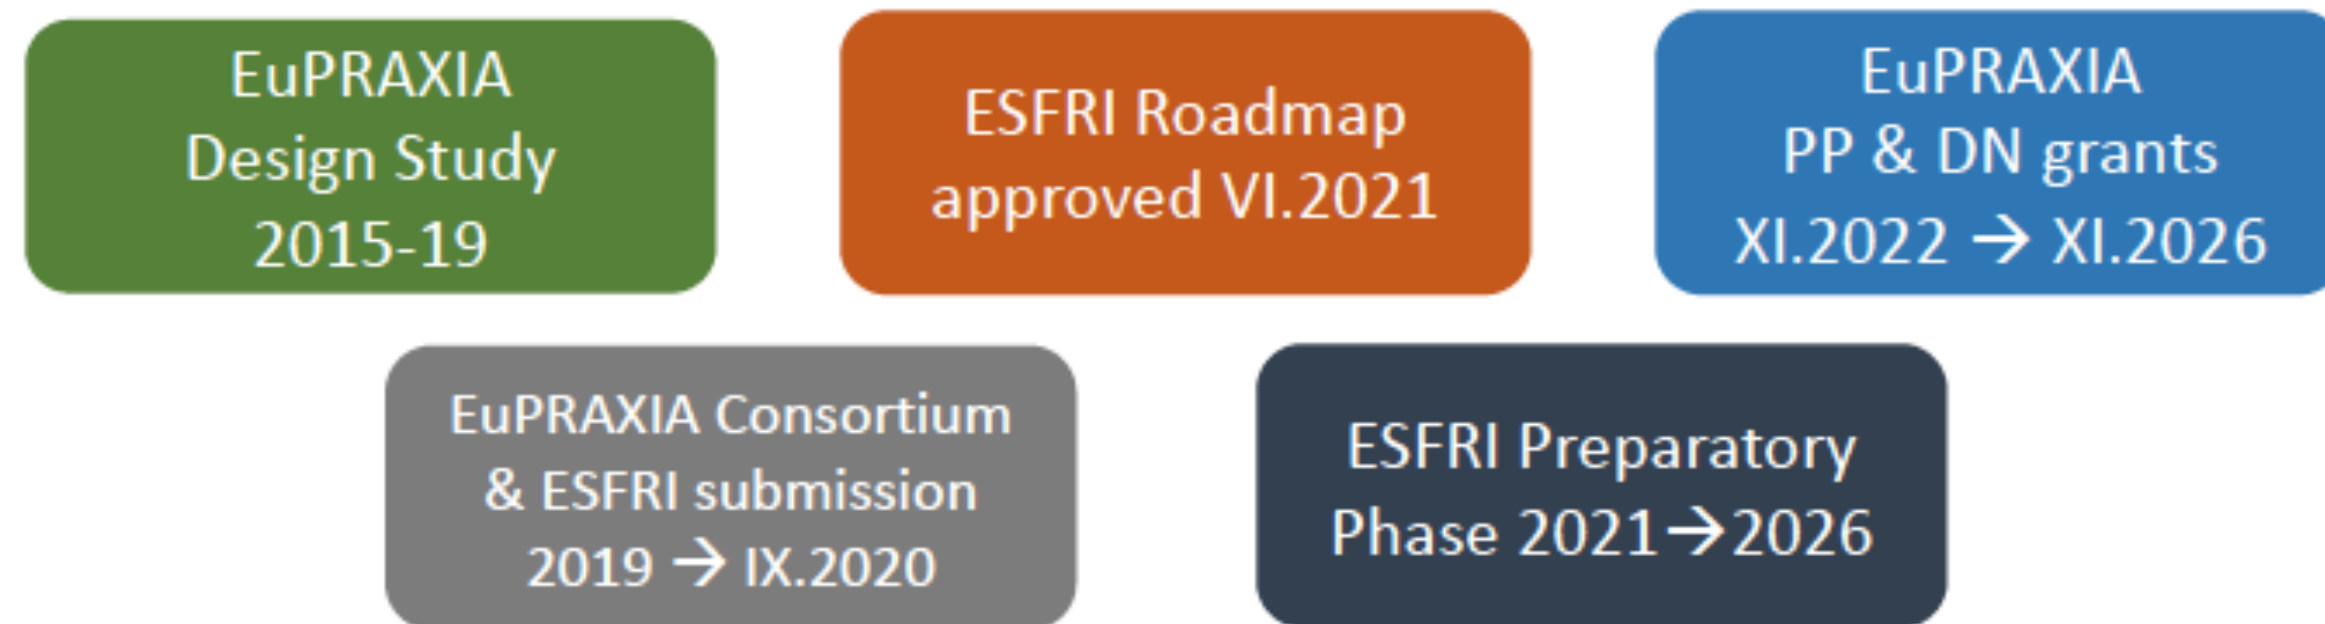 EuPRAXIA
Design Study
2015-19
ESFRI Roadmap
approved VI.2021
EuPRAXIA
PP & DN grants
XI.2022 → XI.2026
EuPRAXIA Consortium
& ESFRI submission
2019 → IX.2020
ESFRI Preparatory
Phase 2021→2026